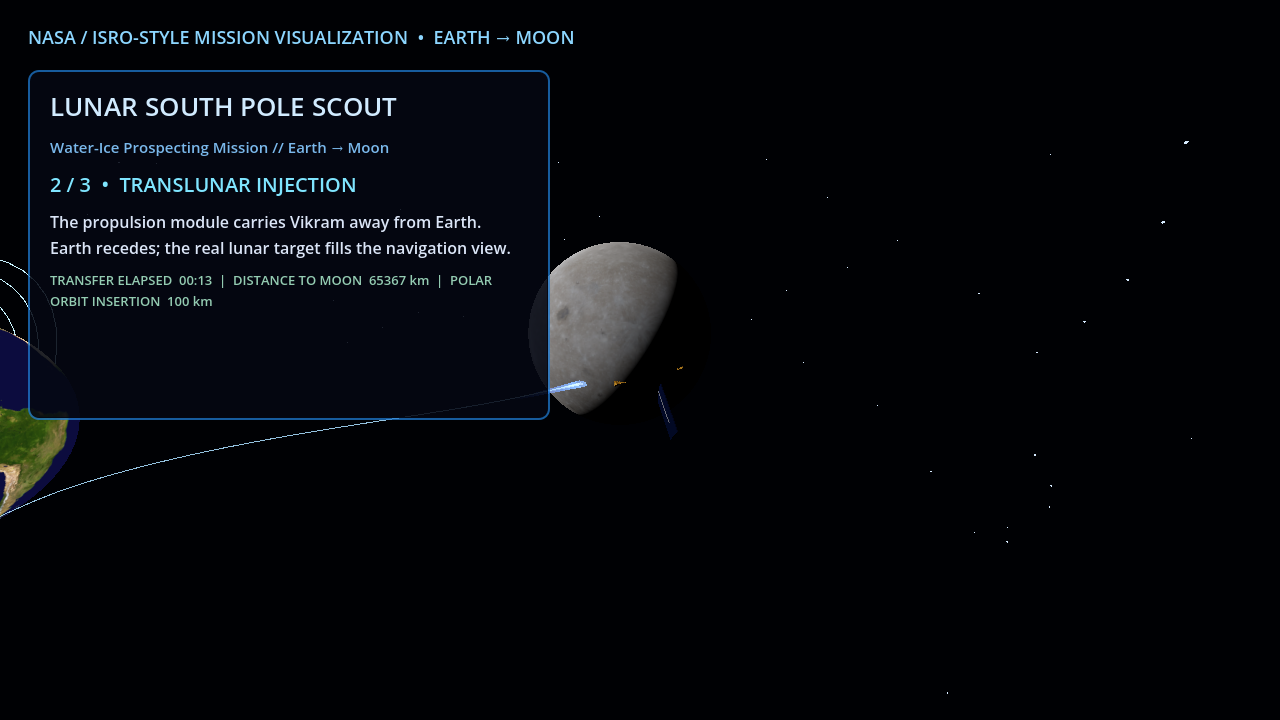 NASA / ISRO-STYLE MISSION VISUALIZATION • EARTH → MOON
LUNAR SOUTH POLE SCOUT
Water-Ice Prospecting Mission // Earth → Moon
2 / 3 • TRANSLUNAR INJECTION
The propulsion module carries Vikram away from Earth.
Earth recedes; the real lunar target fills the navigation view.
TRANSFER ELAPSED 00:13 | DISTANCE TO MOON 65367 km | POLAR
ORBIT INSERTION 100 km